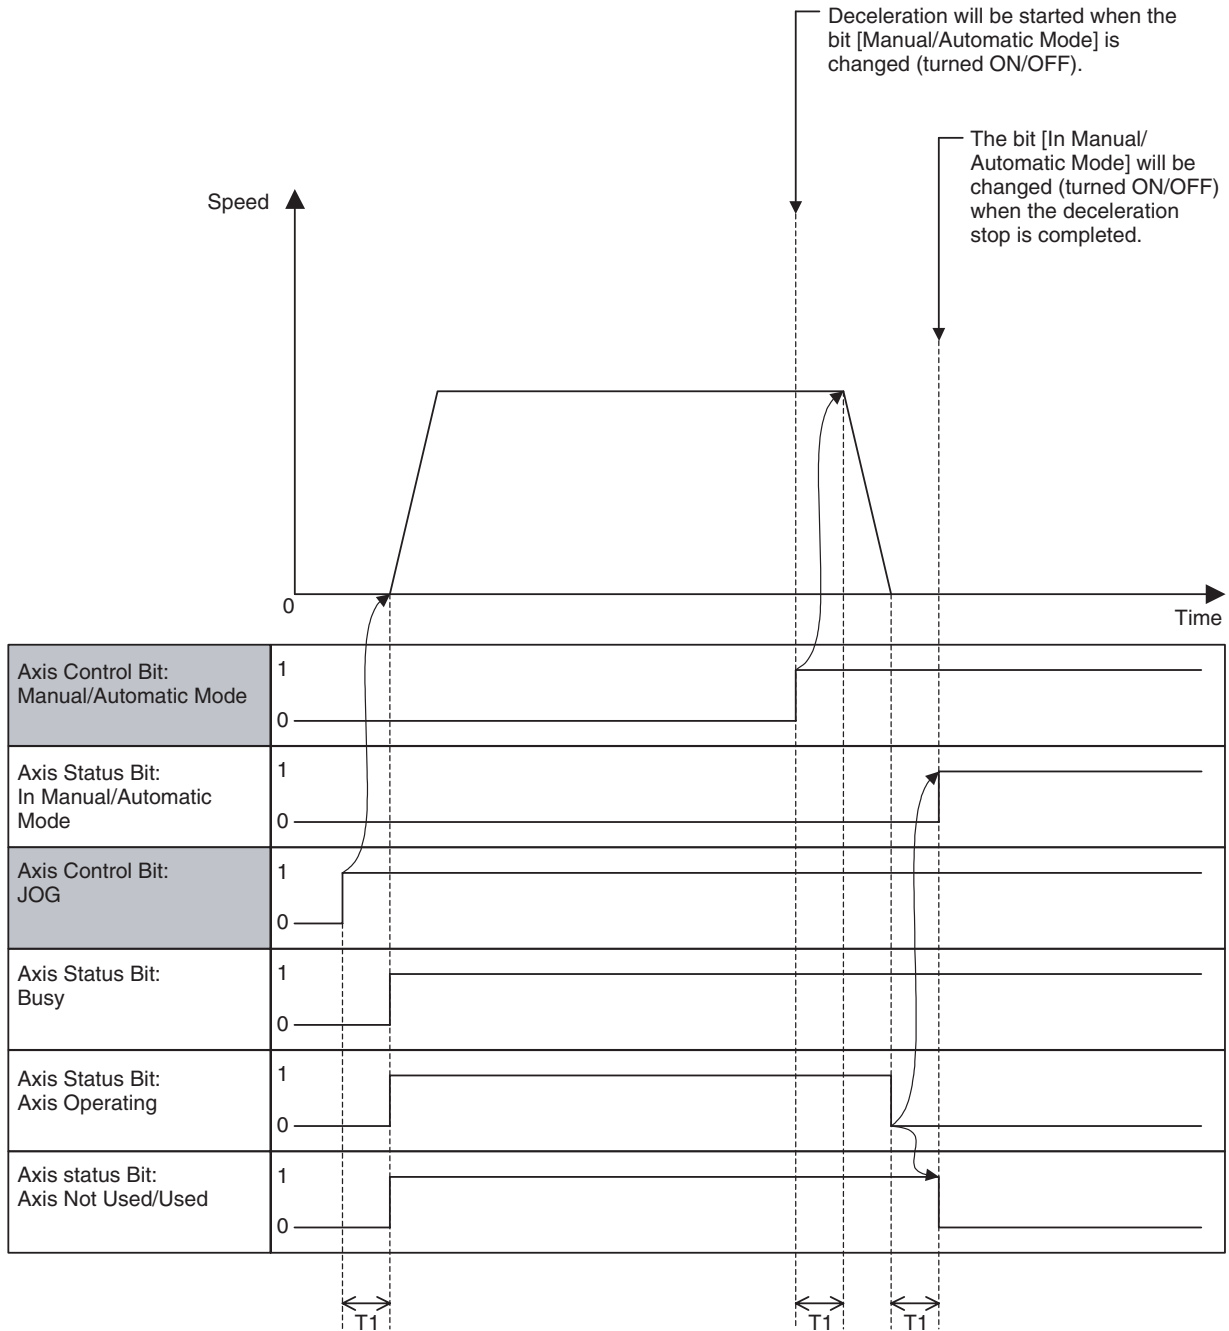 Deceleration will be started when the
bit [Manual/Automatic Mode] is
changed (turned ON/OFF).
The bit [In Manual/
Automatic Mode] will be
changed (turned ON/OFF)
when the deceleration
stop is completed.
Speed
0
Time
Axis Control Bit:
Manual/Automatic Mode
1
0
Axis Status Bit:
In Manual/Automatic
Mode
1
0
Axis Control Bit:
JOG
1
0
Axis Status Bit:
Busy
1
0
Axis Status Bit:
Axis Operating
1
0
Axis status Bit:
Axis Not Used/Used
1
0
T1
T1
T1